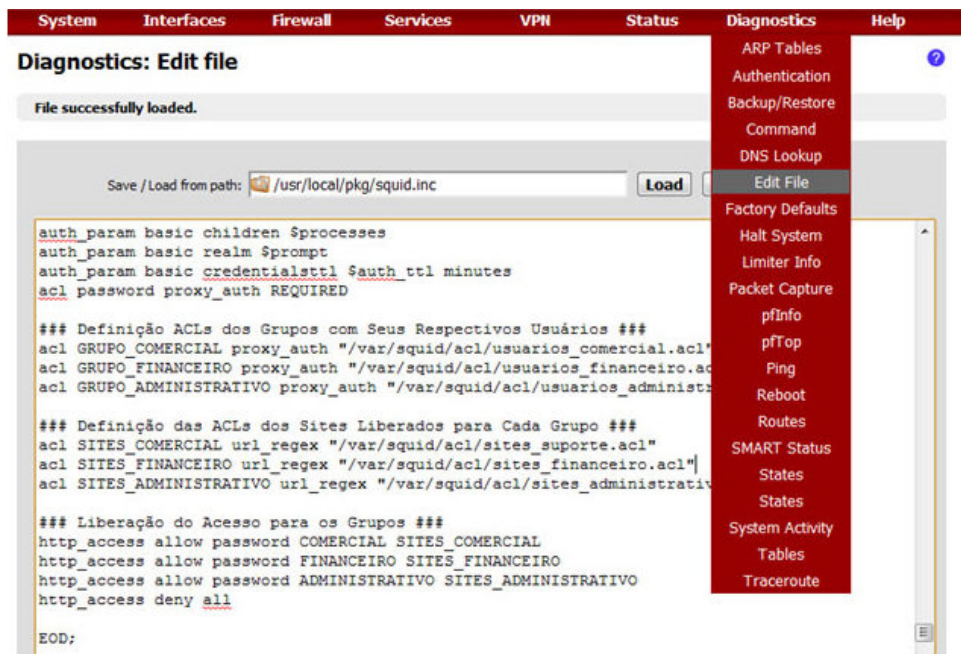 System Interfaces Firewall Services VPN Status Diagnostics Help
Diagnostics: Edit file
?
File successfully loaded.
Save / Load from path: /usr/local/pkg/squid.inc Load
auth_param basic children $processes
auth_param basic realm $prompt
auth_param basic credentialsttl $auth_ttl minutes
acl password proxy_auth REQUIRED
### Definição ACLs dos Grupos com Seus Respectivos Usuários ###
acl GRUPO_COMERCIAL proxy_auth "/var/squid/acl/usuarios_comercial.acl"
acl GRUPO_FINANCEIRO proxy_auth "/var/squid/acl/usuarios_financeiro.ac
acl GRUPO_ADMINISTRATIVO proxy_auth "/var/squid/acl/usuarios_administr
### Definição das ACLs dos Sites Liberados para Cada Grupo ###
acl SITES_COMERCIAL url_regex "/var/squid/acl/sites_suporte.acl"
acl SITES_FINANCEIRO url_regex "/var/squid/acl/sites_financeiro.acl"
acl SITES_ADMINISTRATIVO url_regex "/var/squid/acl/sites_administrativ
### Liberação do Acesso para os Grupos ###
http_access allow password COMERCIAL SITES_COMERCIAL
http_access allow password FINANCEIRO SITES_FINANCEIRO
http_access allow password ADMINISTRATIVO SITES_ADMINISTRATIVO
http_access deny all
EOD;
ARP Tables
Authentication
Backup/Restore
Command
DNS Lookup
Edit File
Factory Defaults
Halt System
Limiter Info
Packet Capture
pfInfo
pfTop
Ping
Reboot
Routes
SMART Status
States
States
System Activity
Tables
Traceroute